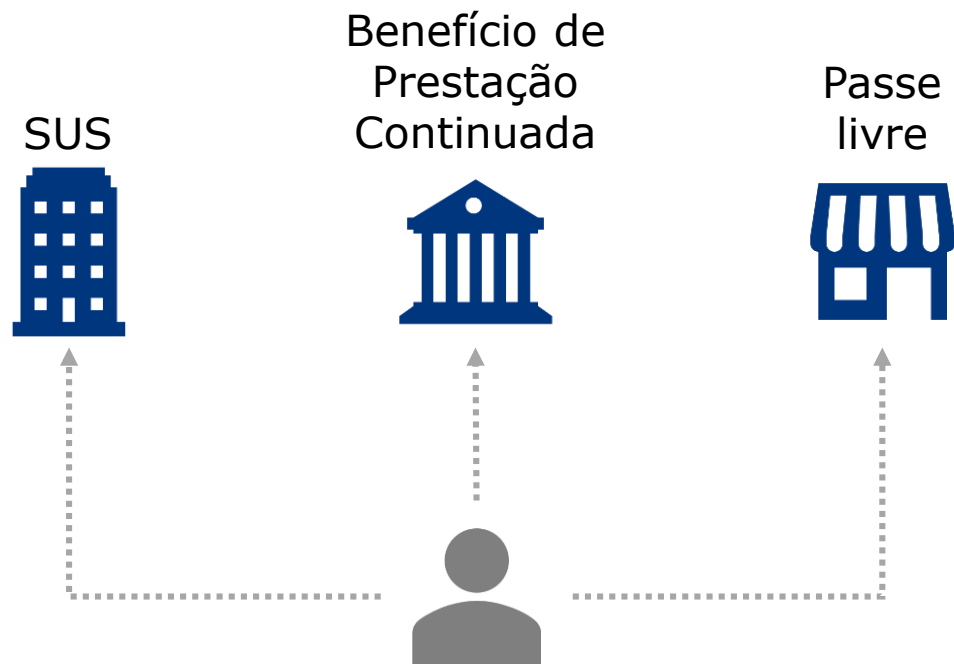 SUS
Benefício de
Prestação
Continuada
Passe
livre